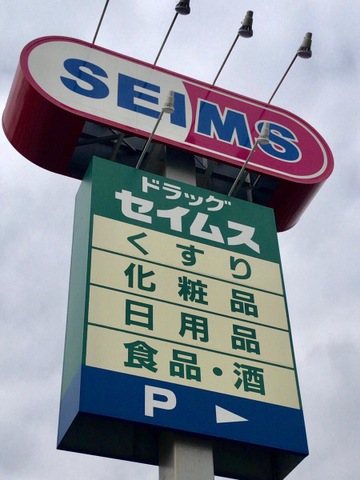 SEIMS
ドラッグ
セイムス
くすり
化粧品
日用品
食品・酒
P ▶